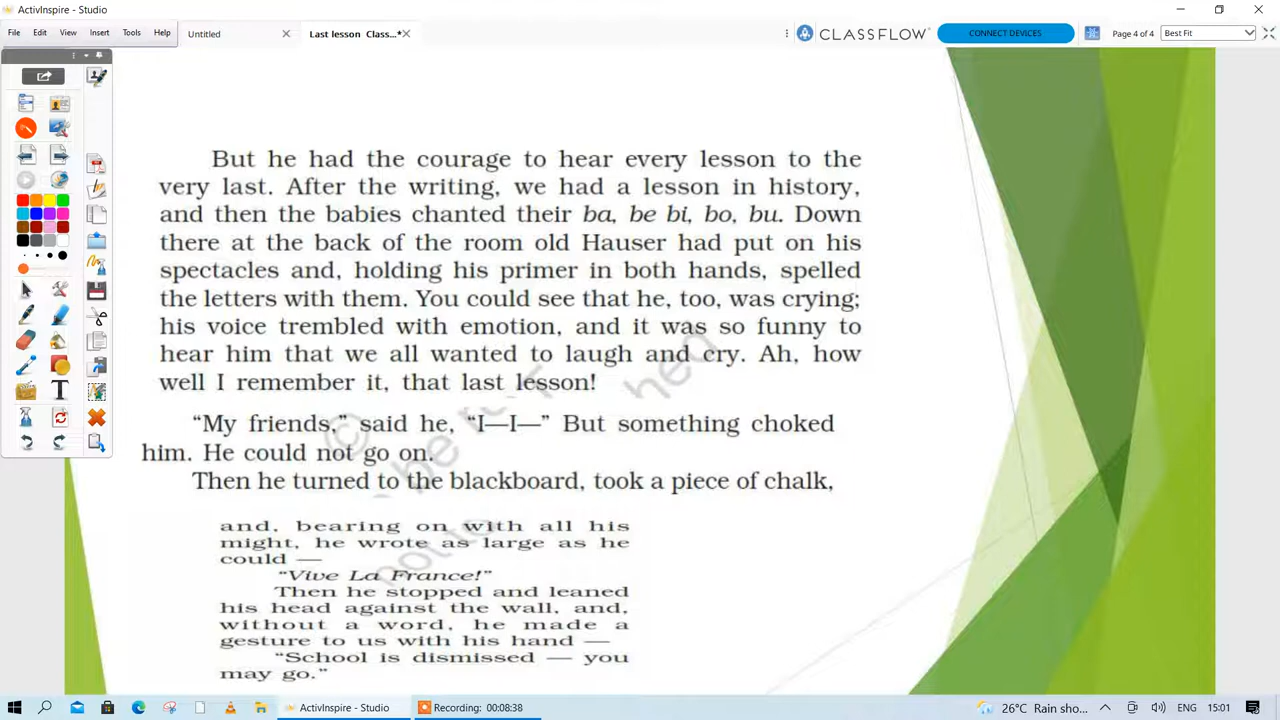 ActivInspire - Studio
File Edit View Insert Tools Help
Untitled
Last lesson Class...*
CLASSFLOW
CONNECT DEVICES
Page 4 of 4
Best Fit
But he had the courage to hear every lesson to the
very last. After the writing, we had a lesson in history,
and then the babies chanted their ba, be bi, bo, bu. Down
there at the back of the room old Hauser had put on his
spectacles and, holding his primer in both hands, spelled
the letters with them. You could see that he, too, was crying;
his voice trembled with emotion, and it was so funny to
hear him that we all wanted to laugh and cry. Ah, how
well I remember it, that last lesson!
“My friends,” said he, “I—I—” But something choked
him. He could not go on.
Then he turned to the blackboard, took a piece of chalk,
and, bearing on with all his
might, he wrote as large as he
could —
“Vive La France!”
Then he stopped and leaned
his head against the wall, and,
without a word, he made a
gesture to us with his hand —
“School is dismissed — you
may go.”
ActivInspire - Studio
Recording: 00:08:38
26°C Rain sho...
ENG
15:01